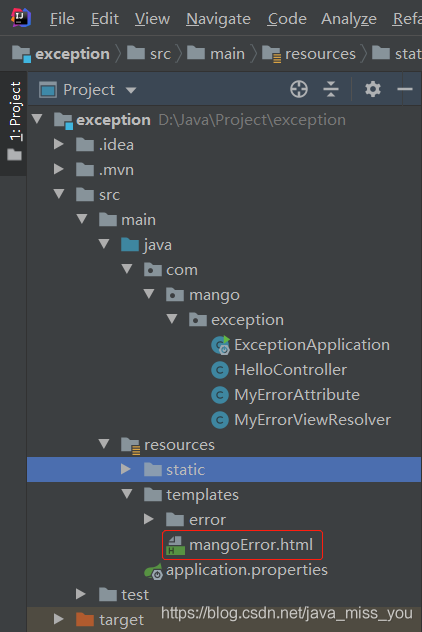 File Edit View Navigate Code Analyze Refa
exception src main resources stat
1: Project
Project
exception D:\Java\Project\exception
.idea
.mvn
src
main
java
com
mango
exception
ExceptionApplication
HelloController
MyErrorAttribute
MyErrorViewResolver
resources
static
templates
error
mangoError.html
application.properties
test
target
https://blog.csdn.net/java_miss_you